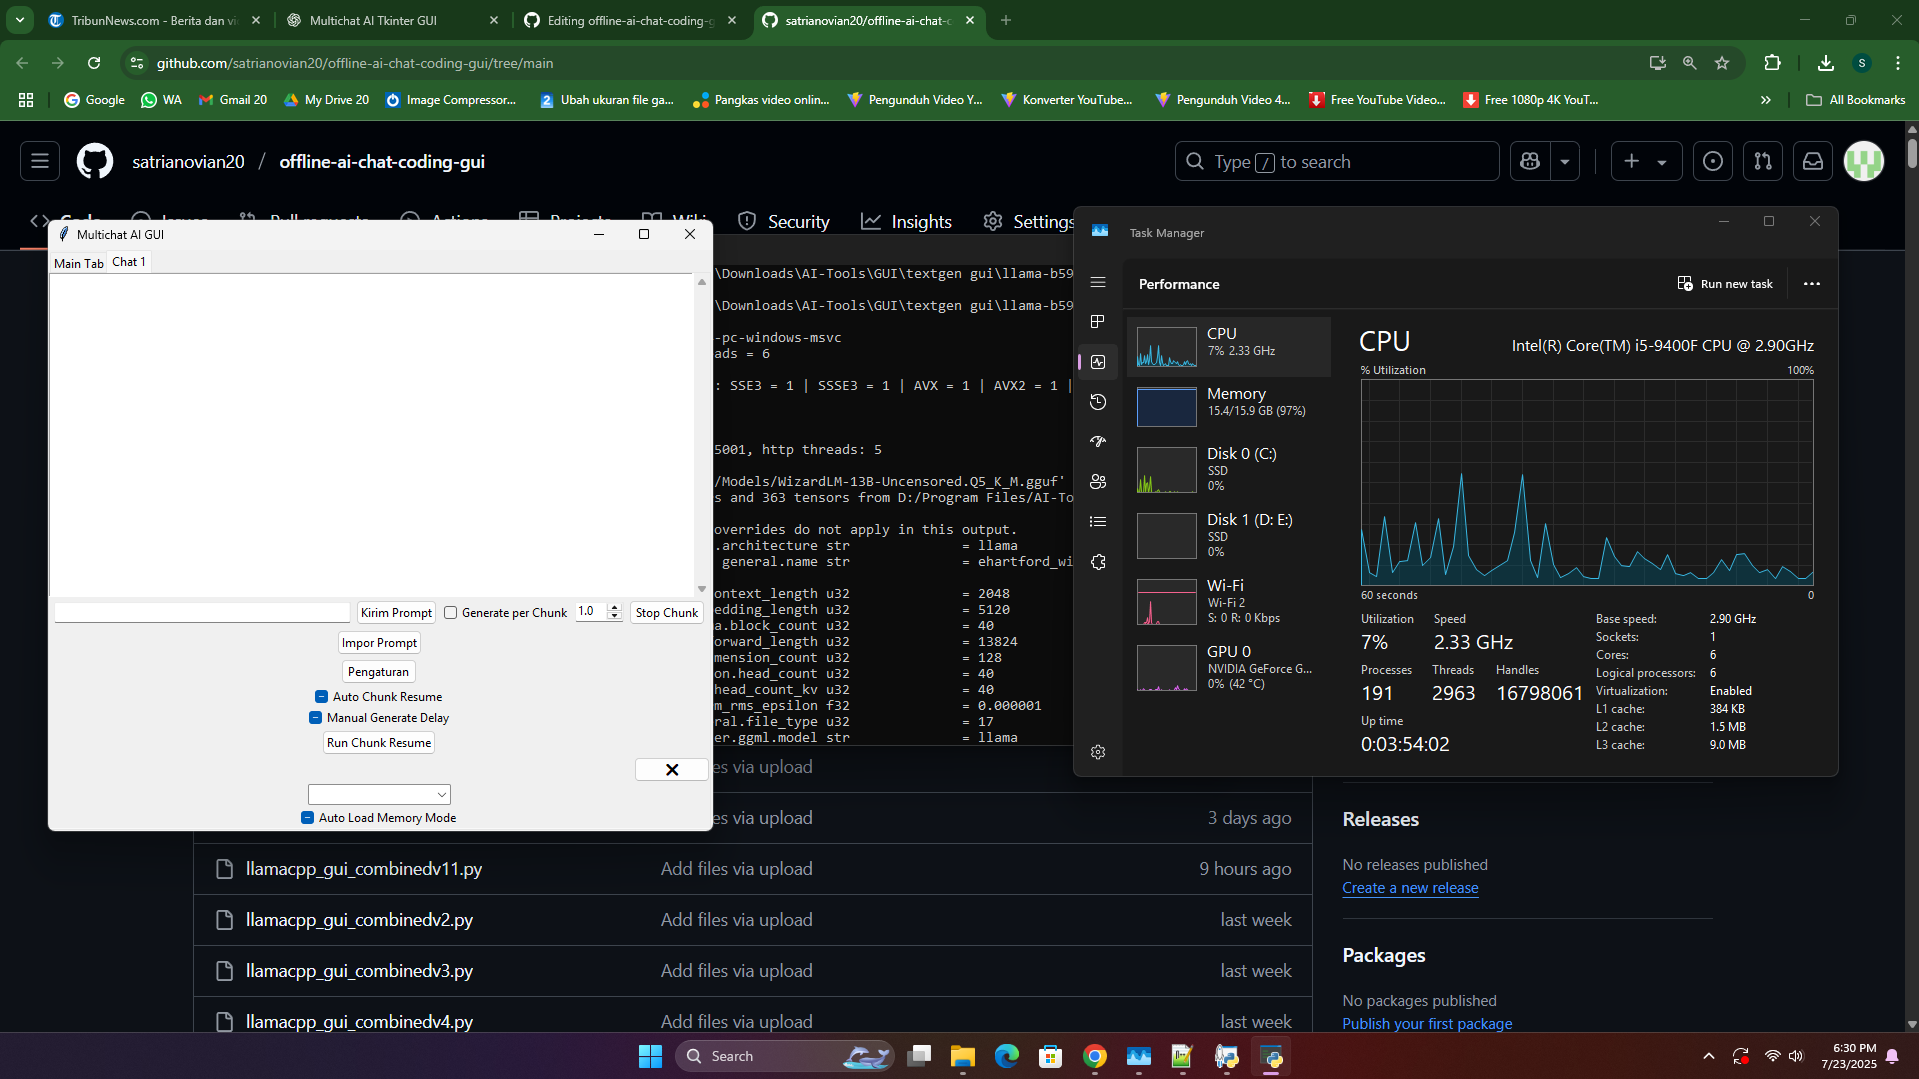 TribunNews.com - Berita dan vi
Multichat AI Tkinter GUI
Editing offline-ai-chat-coding-g
satrianovian20/offline-ai-chat-
github.com/satrianovian20/offline-ai-chat-coding-gui/tree/main
S
Google
WA
Gmail 20
My Drive 20
Image Compressor...
Ubah ukuran file ga...
Pangkas video onlin...
Pengunduh Video Y...
Konverter YouTube...
Pengunduh Video 4...
Free YouTube Video...
Free 1080p 4K YouT...
All Bookmarks
satrianovian20 / offline-ai-chat-coding-gui
Type / to search
Code
Issues
Pull requests
Actions
Projects
Wiki
Security
Insights
Settings
Multichat AI GUI
Main Tab
Chat 1
Kirim Prompt
Generate per Chunk
1.0
Stop Chunk
Impor Prompt
Pengaturan
Auto Chunk Resume
Manual Generate Delay
Run Chunk Resume
Auto Load Memory Mode
\Downloads\AI-Tools\GUI\textgen gui\llama-b59
\Downloads\AI-Tools\GUI\textgen gui\llama-b59
-pc-windows-msvc
ads = 6
: SSE3 = 1 | SSSE3 = 1 | AVX = 1 | AVX2 = 1 |
5001, http threads: 5
/Models/WizardLM-13B-Uncensored.Q5_K_M.gguf'
s and 363 tensors from D:/Program Files/AI-To
overrides do not apply in this output.
.architecture str = llama
general.name str = ehartford_wi
ontext_length u32 = 2048
edding_length u32 = 5120
a.block_count u32 = 40
orward_length u32 = 13824
mension_count u32 = 128
on.head_count u32 = 40
head_count_kv u32 = 40
m_rms_epsilon f32 = 0.000001
ral.file_type u32 = 17
er.ggml.model str = llama
Task Manager
Performance
Run new task
CPU
7% 2.33 GHz
Memory
15.4/15.9 GB (97%)
Disk 0 (C:)
SSD
0%
Disk 1 (D: E:)
SSD
0%
Wi-Fi
Wi-Fi 2
S: 0 R: 0 Kbps
GPU 0
NVIDIA GeForce G...
0% (42 °C)
CPU
Intel(R) Core(TM) i5-9400F CPU @ 2.90GHz
% Utilization
100%
60 seconds
0
Utilization
7%
Speed
2.33 GHz
Processes
191
Threads
2963
Handles
16798061
Up time
0:03:54:02
Base speed: 2.90 GHz
Sockets: 1
Cores: 6
Logical processors: 6
Virtualization: Enabled
L1 cache: 384 KB
L2 cache: 1.5 MB
L3 cache: 9.0 MB
es via upload
es via upload
3 days ago
llamacpp_gui_combinedv11.py
Add files via upload
9 hours ago
llamacpp_gui_combinedv2.py
Add files via upload
last week
llamacpp_gui_combinedv3.py
Add files via upload
last week
llamacpp_gui_combinedv4.py
Add files via upload
last week
Releases
No releases published
Create a new release
Packages
No packages published
Publish your first package
Search
6:30 PM
7/23/2025